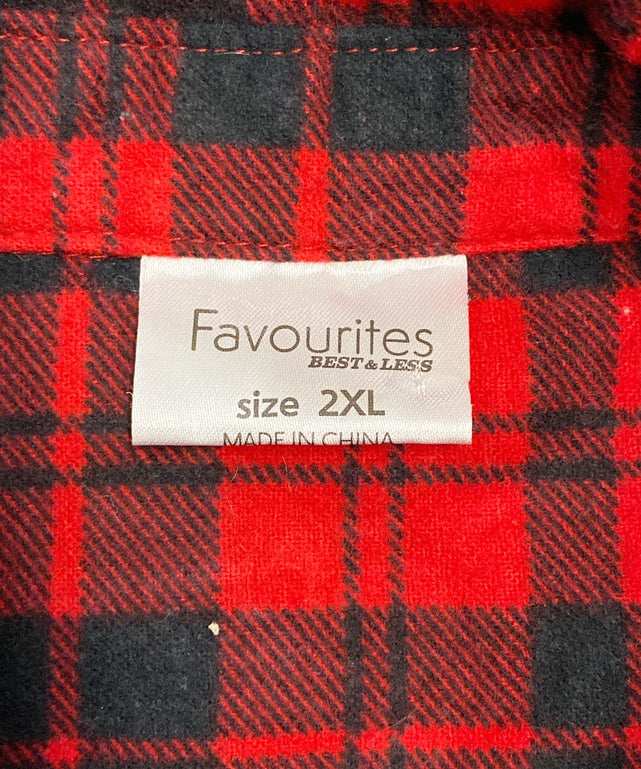 Favourites
BEST & LESS
size 2XL
MADE IN CHINA